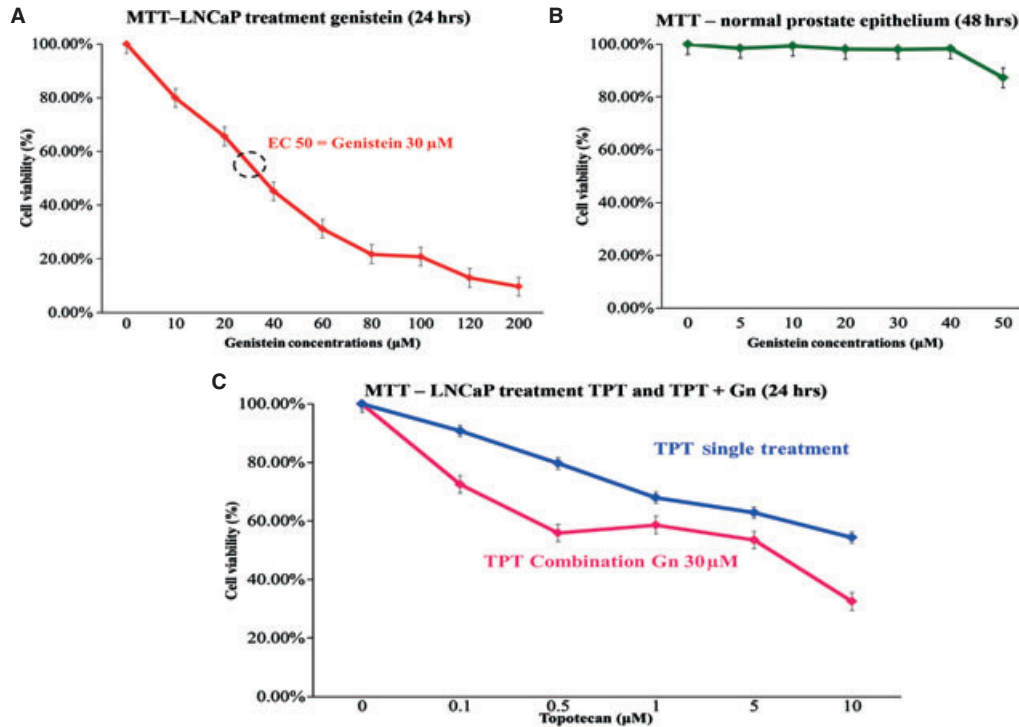 A
MTT–LNCaP treatment genistein (24 hrs)
100.00%
80.00%
60.00%
40.00%
20.00%
0.00%
Cell viability (%)
EC 50 = Genistein 30 µM
0 10 20 40 60 80 100 120 200
Genistein concentrations (µM)
B
MTT – normal prostate epithelium (48 hrs)
100.00%
80.00%
60.00%
40.00%
20.00%
0.00%
Cell viability (%)
0 5 10 20 30 40 50
Genistein concentrations (µM)
C
MTT – LNCaP treatment TPT and TPT + Gn (24 hrs)
100.00%
80.00%
60.00%
40.00%
20.00%
0.00%
Cell viability (%)
TPT single treatment
TPT Combination Gn 30 µM
0 0.1 0.5 1 5 10
Topotecan (µM)